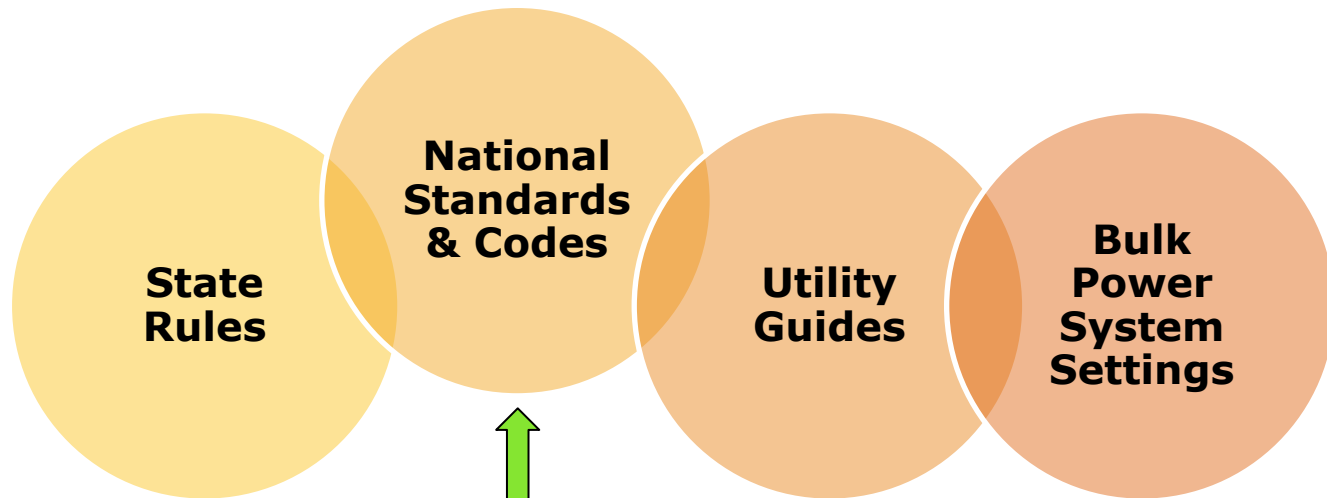 State
Rules
National
Standards
& Codes
Utility
Guides
Bulk
Power
System
Settings